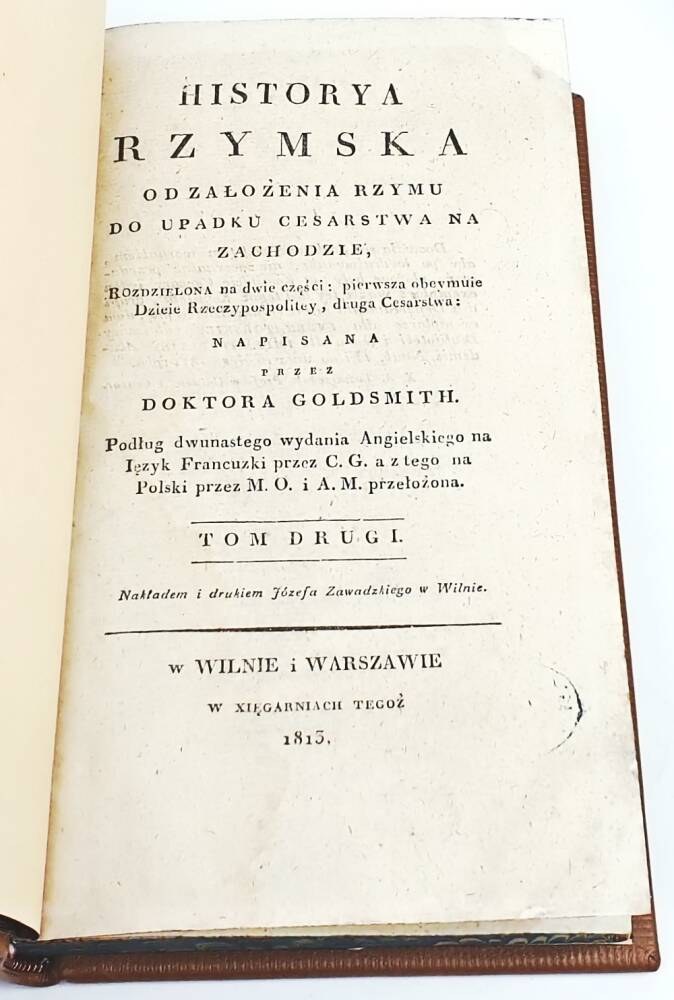 HISTORYA
RZYMSKA
OD ZAŁOŻENIA RZYMU
DO UPADKU CESARSTWA NA
ZACHODZIE,
ROZDZIELONA na dwie części: pierwsza obeymuie
Dzieie Rzeczypospolitey, druga Cesarstwa:
NAPISANA
PRZEZ
DOKTORA GOLDSMITH.
Podług dwunastego wydania Angielskiego na
Ięzyk Francuzki przez C. G. a z tego na
Polski przez M. O. i A. M. przełożona.
TOM DRUGI.
Nakładem i drukiem Józefa Zawadzkiego w Wilnie.
w WILNIE i WARSZAWIE
W XIĘGARNIACH TEGOŻ
1813.